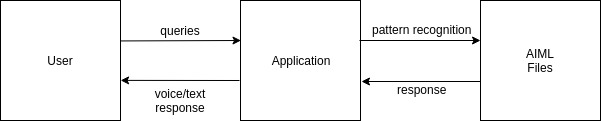 queries
pattern recognition
User
Application
AIML
Files
voice/text
response
response